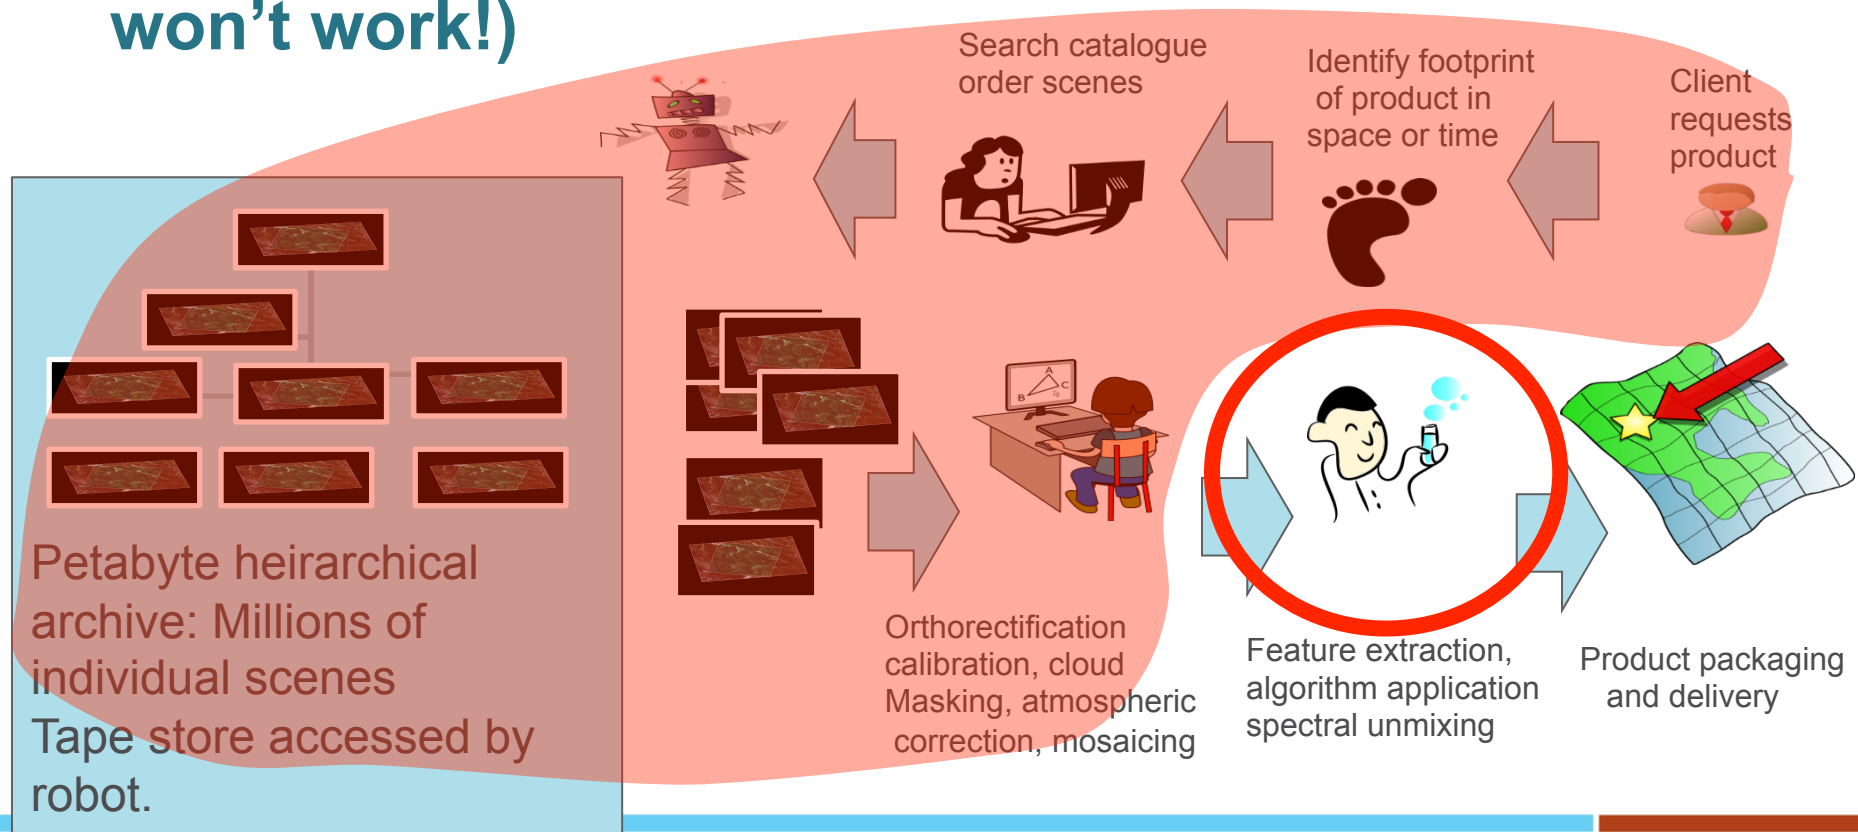 won’t work!)
Search catalogue
order scenes
Identify footprint
of product in
space or time
Client
requests
product
A
B
C
Petabyte heirarchical
archive: Millions of
individual scenes
Tape store accessed by
robot.
Orthorectification
calibration, cloud
Masking, atmospheric
correction, mosaicing
Feature extraction,
algorithm application
spectral unmixing
Product packaging
and delivery